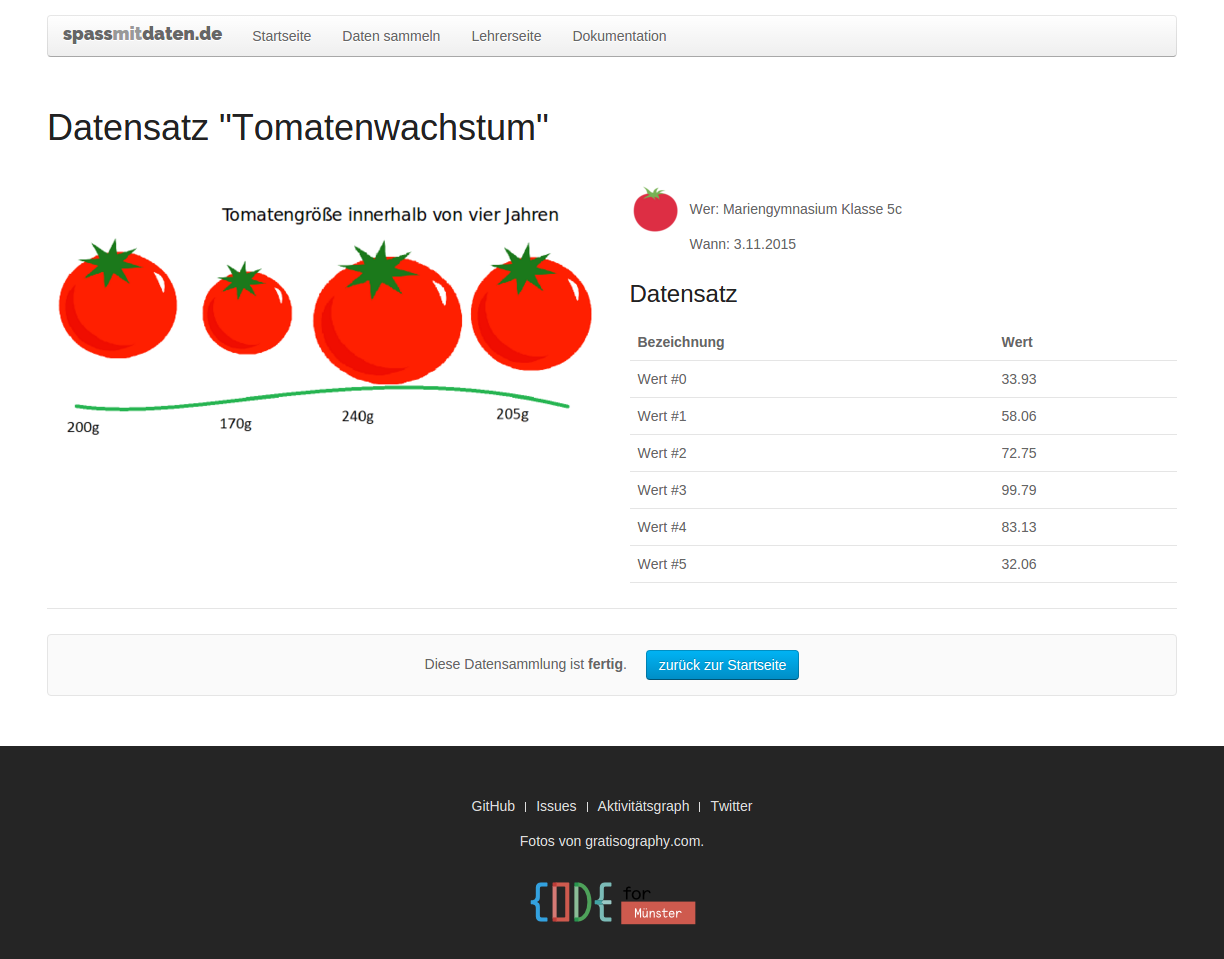 spassmitdaten.de Startseite Daten sammeln Lehrerseite Dokumentation
Datensatz "Tomatenwachstum"
Tomatengröße innerhalb von vier Jahren
200g 170g 240g 205g
Wer: Mariengymnasium Klasse 5c
Wann: 3.11.2015
Datensatz
Bezeichnung Wert
Wert #0 33.93
Wert #1 58.06
Wert #2 72.75
Wert #3 99.79
Wert #4 83.13
Wert #5 32.06
Diese Datensammlung ist fertig. zurück zur Startseite
GitHub | Issues | Aktivitätsgraph | Twitter
Fotos von gratisography.com.
CODE for
Münster